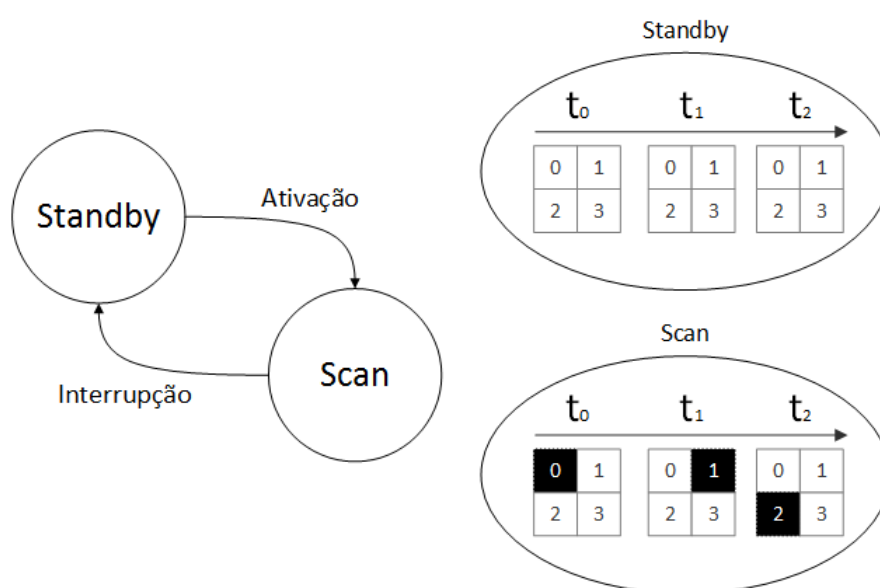 Standby
Ativação
Scan
Interrupção
Standby
t0 t1 t2
0 1 0 1 0 1
2 3 2 3 2 3
Scan
t0 t1 t2
0 1 0 1 0 1
2 3 2 3 2 3